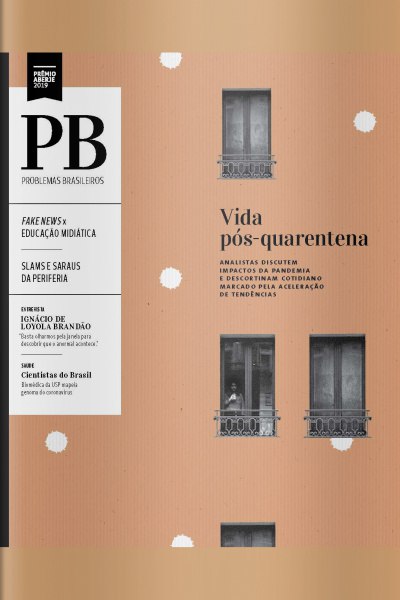 PRÊMIO
ABERJE
2019
PB
PROBLEMAS BRASILEIROS
FAKE NEWS x
EDUCAÇÃO MIDIÁTICA
SLAMS E SARAUS
DA PERIFERIA
ENTREVISTA
IGNÁCIO DE
LOYOLA BRANDÃO
"Basta olharmos pela janela para
descobrir que o anormal acontece."
SAÚDE
Cientistas do Brasil
Biomédica da USP mapeia
genoma do coronavírus
Vida
pós-quarentena
ANALISTAS DISCUTEM
IMPACTOS DA PANDEMIA
E DESCORTINAM COTIDIANO
MARCADO PELA ACELERAÇÃO
DE TENDÊNCIAS